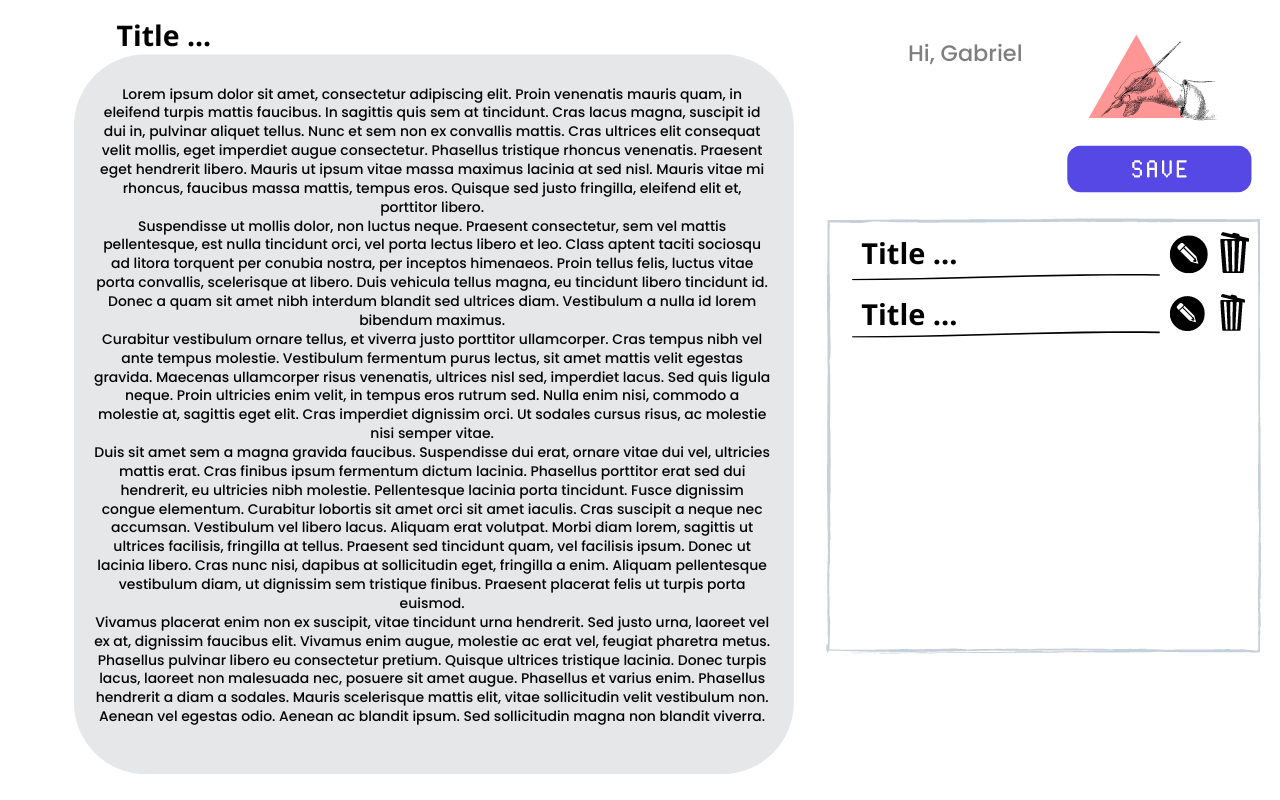 Title ...
Lorem ipsum dolor sit amet, consectetur adipiscing elit. Proin venenatis mauris quam, in
eleifend turpis mattis faucibus. In sagittis quis sem at tincidunt. Cras lacus magna, suscipit id
dui in, pulvinar aliquet tellus. Nunc et sem non ex convallis mattis. Cras ultrices elit consequat
velit mollis, eget imperdiet augue consectetur. Phasellus tristique rhoncus venenatis. Praesent
eget hendrerit libero. Mauris ut ipsum vitae massa maximus lacinia at sed nisl. Mauris vitae mi
rhoncus, faucibus massa mattis, tempus eros. Quisque sed justo fringilla, eleifend elit et,
porttitor libero.
Suspendisse ut mollis dolor, non luctus neque. Praesent consectetur, sem vel mattis
pellentesque, est nulla tincidunt orci, vel porta lectus libero et leo. Class aptent taciti sociosqu
ad litora torquent per conubia nostra, per inceptos himenaeos. Proin tellus felis, luctus vitae
porta convallis, scelerisque at libero. Duis vehicula tellus magna, eu tincidunt libero tincidunt id.
Donec a quam sit amet nibh interdum blandit sed ultrices diam. Vestibulum a nulla id lorem
bibendum maximus.
Curabitur vestibulum ornare tellus, et viverra justo porttitor ullamcorper. Cras tempus nibh vel
ante tempus molestie. Vestibulum fermentum purus lectus, sit amet mattis velit egestas
gravida. Maecenas ullamcorper risus venenatis, ultrices nisl sed, imperdiet lacus. Sed quis ligula
neque. Proin ultricies enim velit, in tempus eros rutrum sed. Nulla enim nisi, commodo a
molestie at, sagittis eget elit. Cras imperdiet dignissim orci. Ut sodales cursus risus, ac molestie
nisi semper vitae.
Duis sit amet sem a magna gravida faucibus. Suspendisse dui erat, ornare vitae dui vel, ultricies
mattis erat. Cras finibus ipsum fermentum dictum lacinia. Phasellus porttitor erat sed dui
hendrerit, eu ultricies nibh molestie. Pellentesque lacinia porta tincidunt. Fusce dignissim
congue elementum. Curabitur lobortis sit amet orci sit amet iaculis. Cras suscipit a neque nec
accumsan. Vestibulum vel libero lacus. Aliquam erat volutpat. Morbi diam lorem, sagittis ut
ultrices facilisis, fringilla at tellus. Praesent sed tincidunt quam, vel facilisis ipsum. Donec ut
lacinia libero. Cras nunc nisi, dapibus at sollicitudin eget, fringilla a enim. Aliquam pellentesque
vestibulum diam, ut dignissim sem tristique finibus. Praesent placerat felis ut turpis porta
euismod.
Vivamus placerat enim non ex suscipit, vitae tincidunt urna hendrerit. Sed justo urna, laoreet vel
ex at, dignissim faucibus elit. Vivamus enim augue, molestie ac erat vel, feugiat pharetra metus.
Phasellus pulvinar libero eu consectetur pretium. Quisque ultrices tristique lacinia. Donec turpis
lacus, laoreet non malesuada nec, posuere sit amet augue. Phasellus et varius enim. Phasellus
hendrerit a diam a sodales. Mauris scelerisque mattis elit, vitae sollicitudin velit vestibulum non.
Aenean vel egestas odio. Aenean ac blandit ipsum. Sed sollicitudin magna non blandit viverra.
Hi, Gabriel
SAVE
Title ...
Title ...